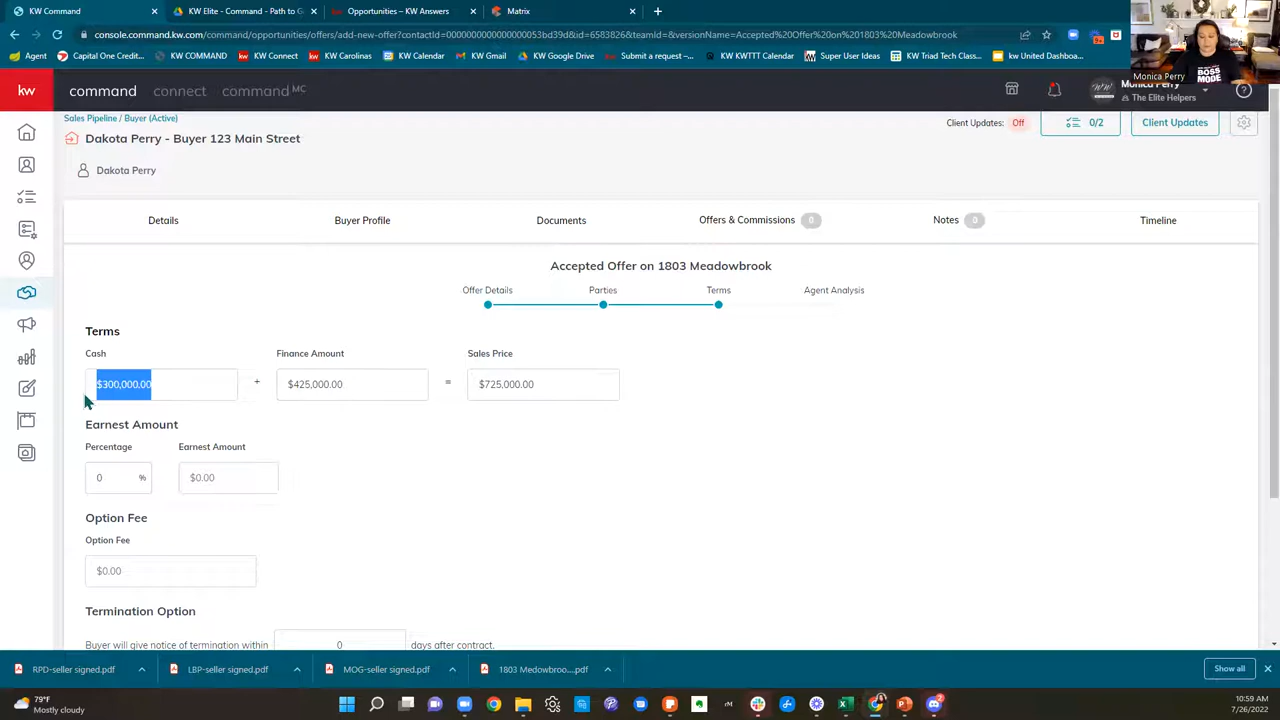 KW Command
KW Elite - Command - Path to G
Opportunities – KW Answers
Matrix
console.command.kw.com/command/opportunities/offers/add-new-offer?contactId=00000
53bd39d&id=6583826&teamId=&versionName=Accepted%20Offer%20on%201803%20Meadowbrook
Agent
Capital One Credit...
KW COMMAND
KW Connect
KW Carolinas
KW Calendar
KW Gmail
KW Google Drive
Submit a request –...
KW KWTTT Calendar
KW Triad Tech Class...
Super User Ideas
kw United Dashboa...
BOSS
MODE
Monica Perry
kw
command
connect
command MC
Monica Perry
The Elite Helpers
Sales Pipeline / Buyer (Active)
Dakota Perry - Buyer 123 Main Street
Client Updates: Off
0/2
Client Updates
Dakota Perry
Details
Buyer Profile
Documents
Offers & Commissions 0
Notes 0
Timeline
Accepted Offer on 1803 Meadowbrook
Offer Details
Parties
Terms
Agent Analysis
Terms
Cash
Finance Amount
Sales Price
$300,000.00
+
$425,000.00
=
$725,000.00
Earnest Amount
Percentage
Earnest Amount
0 %
$0.00
Option Fee
Option Fee
$0.00
Termination Option
Buyer will give notice of termination within 0 days after contract.
RPD-seller signed.pdf
LBP-seller signed.pdf
MOG-seller signed.pdf
1803 Medowbroo....pdf
Show all
79°F
Mostly cloudy
rM
2
10:59 AM
7/26/2022